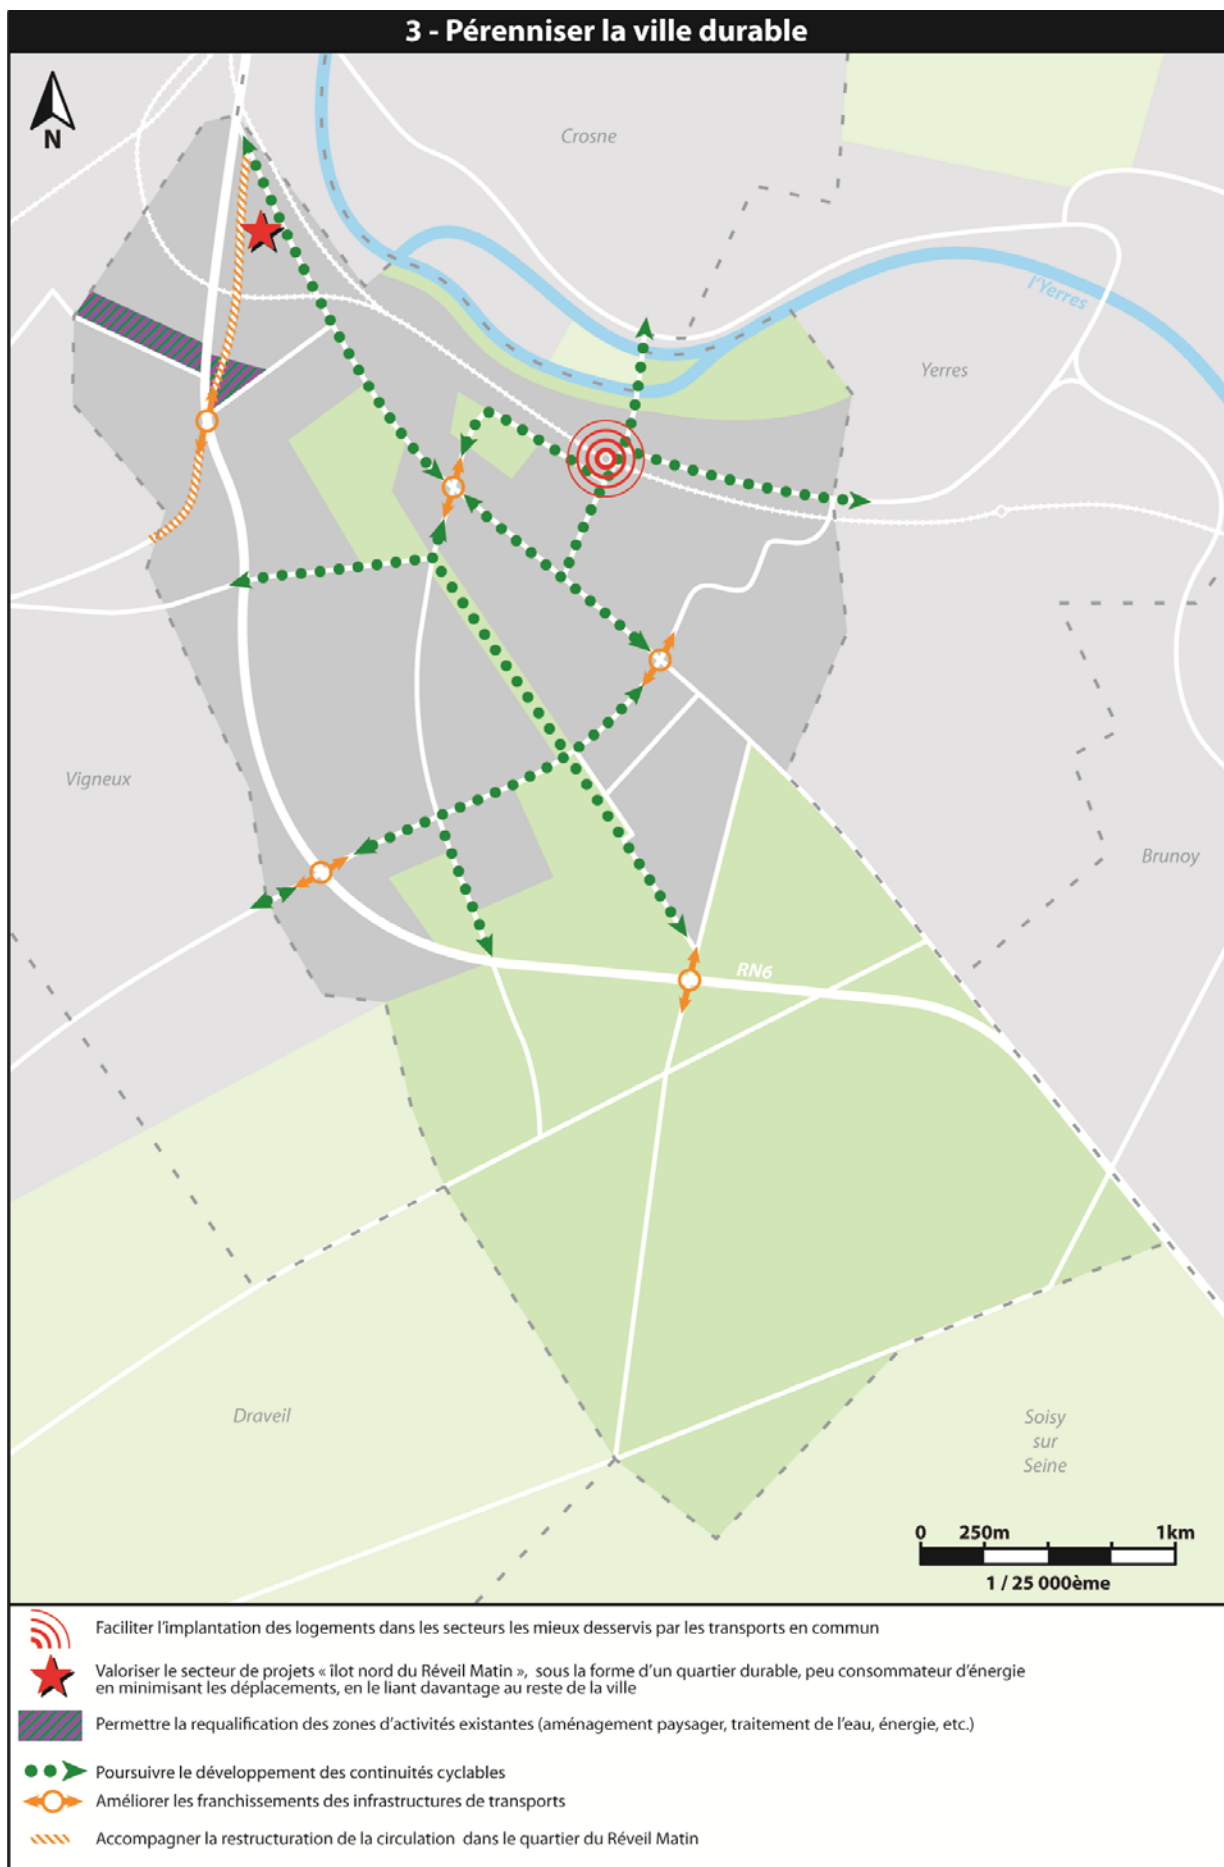 3 - Pérenniser la ville durable
N
Crosne
l'Yerres
Yerres
Vigneux
Brunoy
RN6
Draveil
Soisy
sur
Seine
0 250m 1km
1 / 25 000ème
Faciliter l'implantation des logements dans les secteurs les mieux desservis par les transports en commun
Valoriser le secteur de projets « îlot nord du Réveil Matin », sous la forme d'un quartier durable, peu consommateur d'énergie
en minimisant les déplacements, en le liant davantage au reste de la ville
Permettre la requalification des zones d'activités existantes (aménagement paysager, traitement de l'eau, énergie, etc.)
Poursuivre le développement des continuités cyclables
Améliorer les franchissements des infrastructures de transports
Accompagner la restructuration de la circulation dans le quartier du Réveil Matin